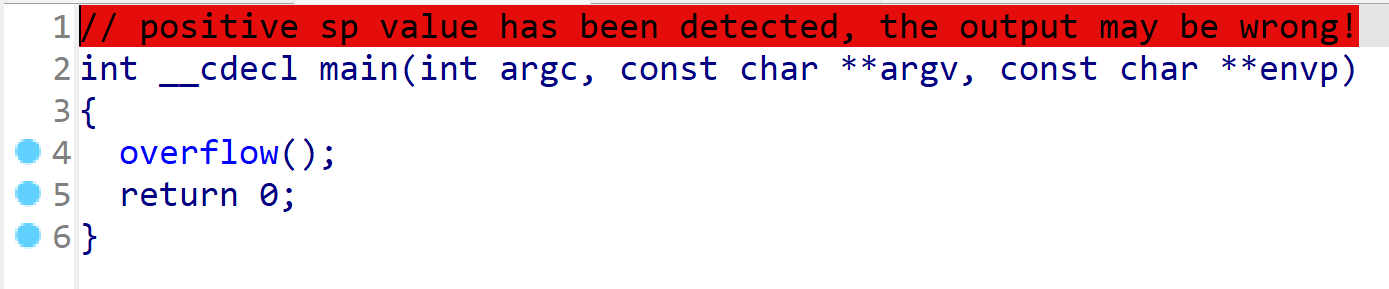 1 // positive sp value has been detected, the output may be wrong!
2 int __cdecl main(int argc, const char **argv, const char **envp)
3 {
4   overflow();
5   return 0;
6 }